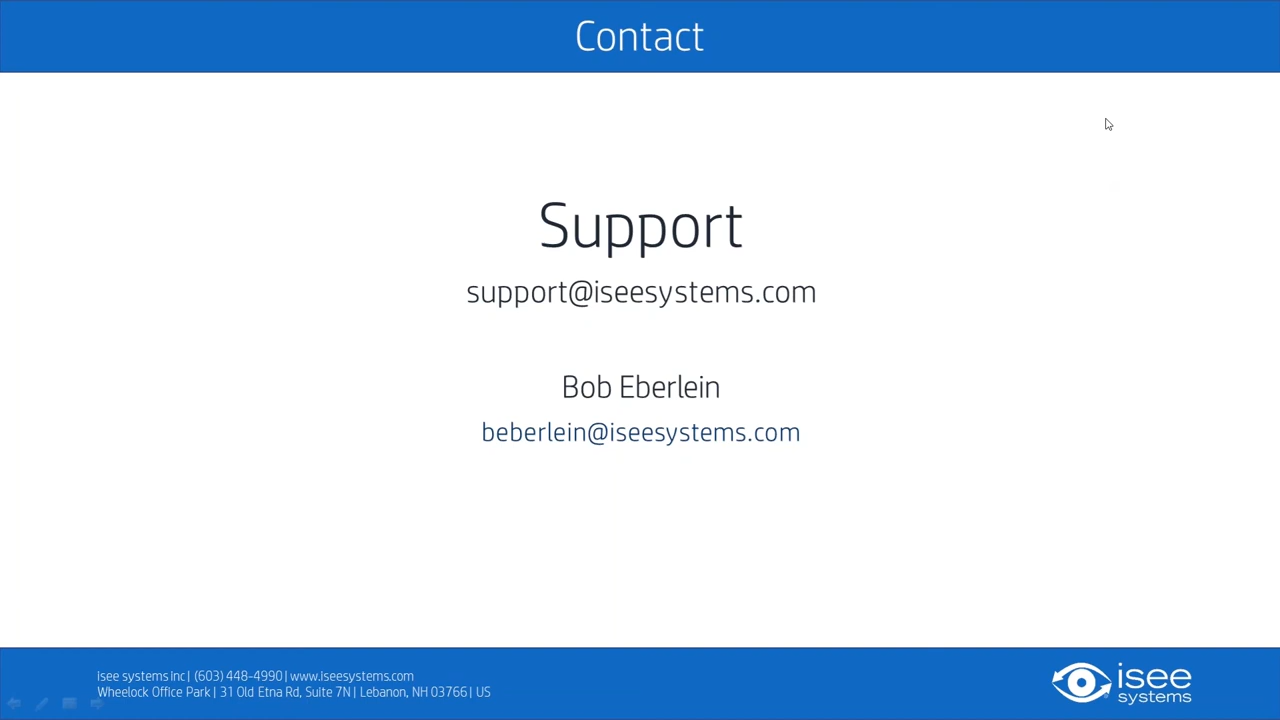 Contact
Support
support@iseesystems.com
Bob Eberlein
beberlein@iseesystems.com
isee systems Inc | (603) 448-4990 | www.iseesystems.com
Wheelock Office Park | 31 Old Etna Rd, Suite 7N | Lebanon, NH 03766 | US
isee
systems